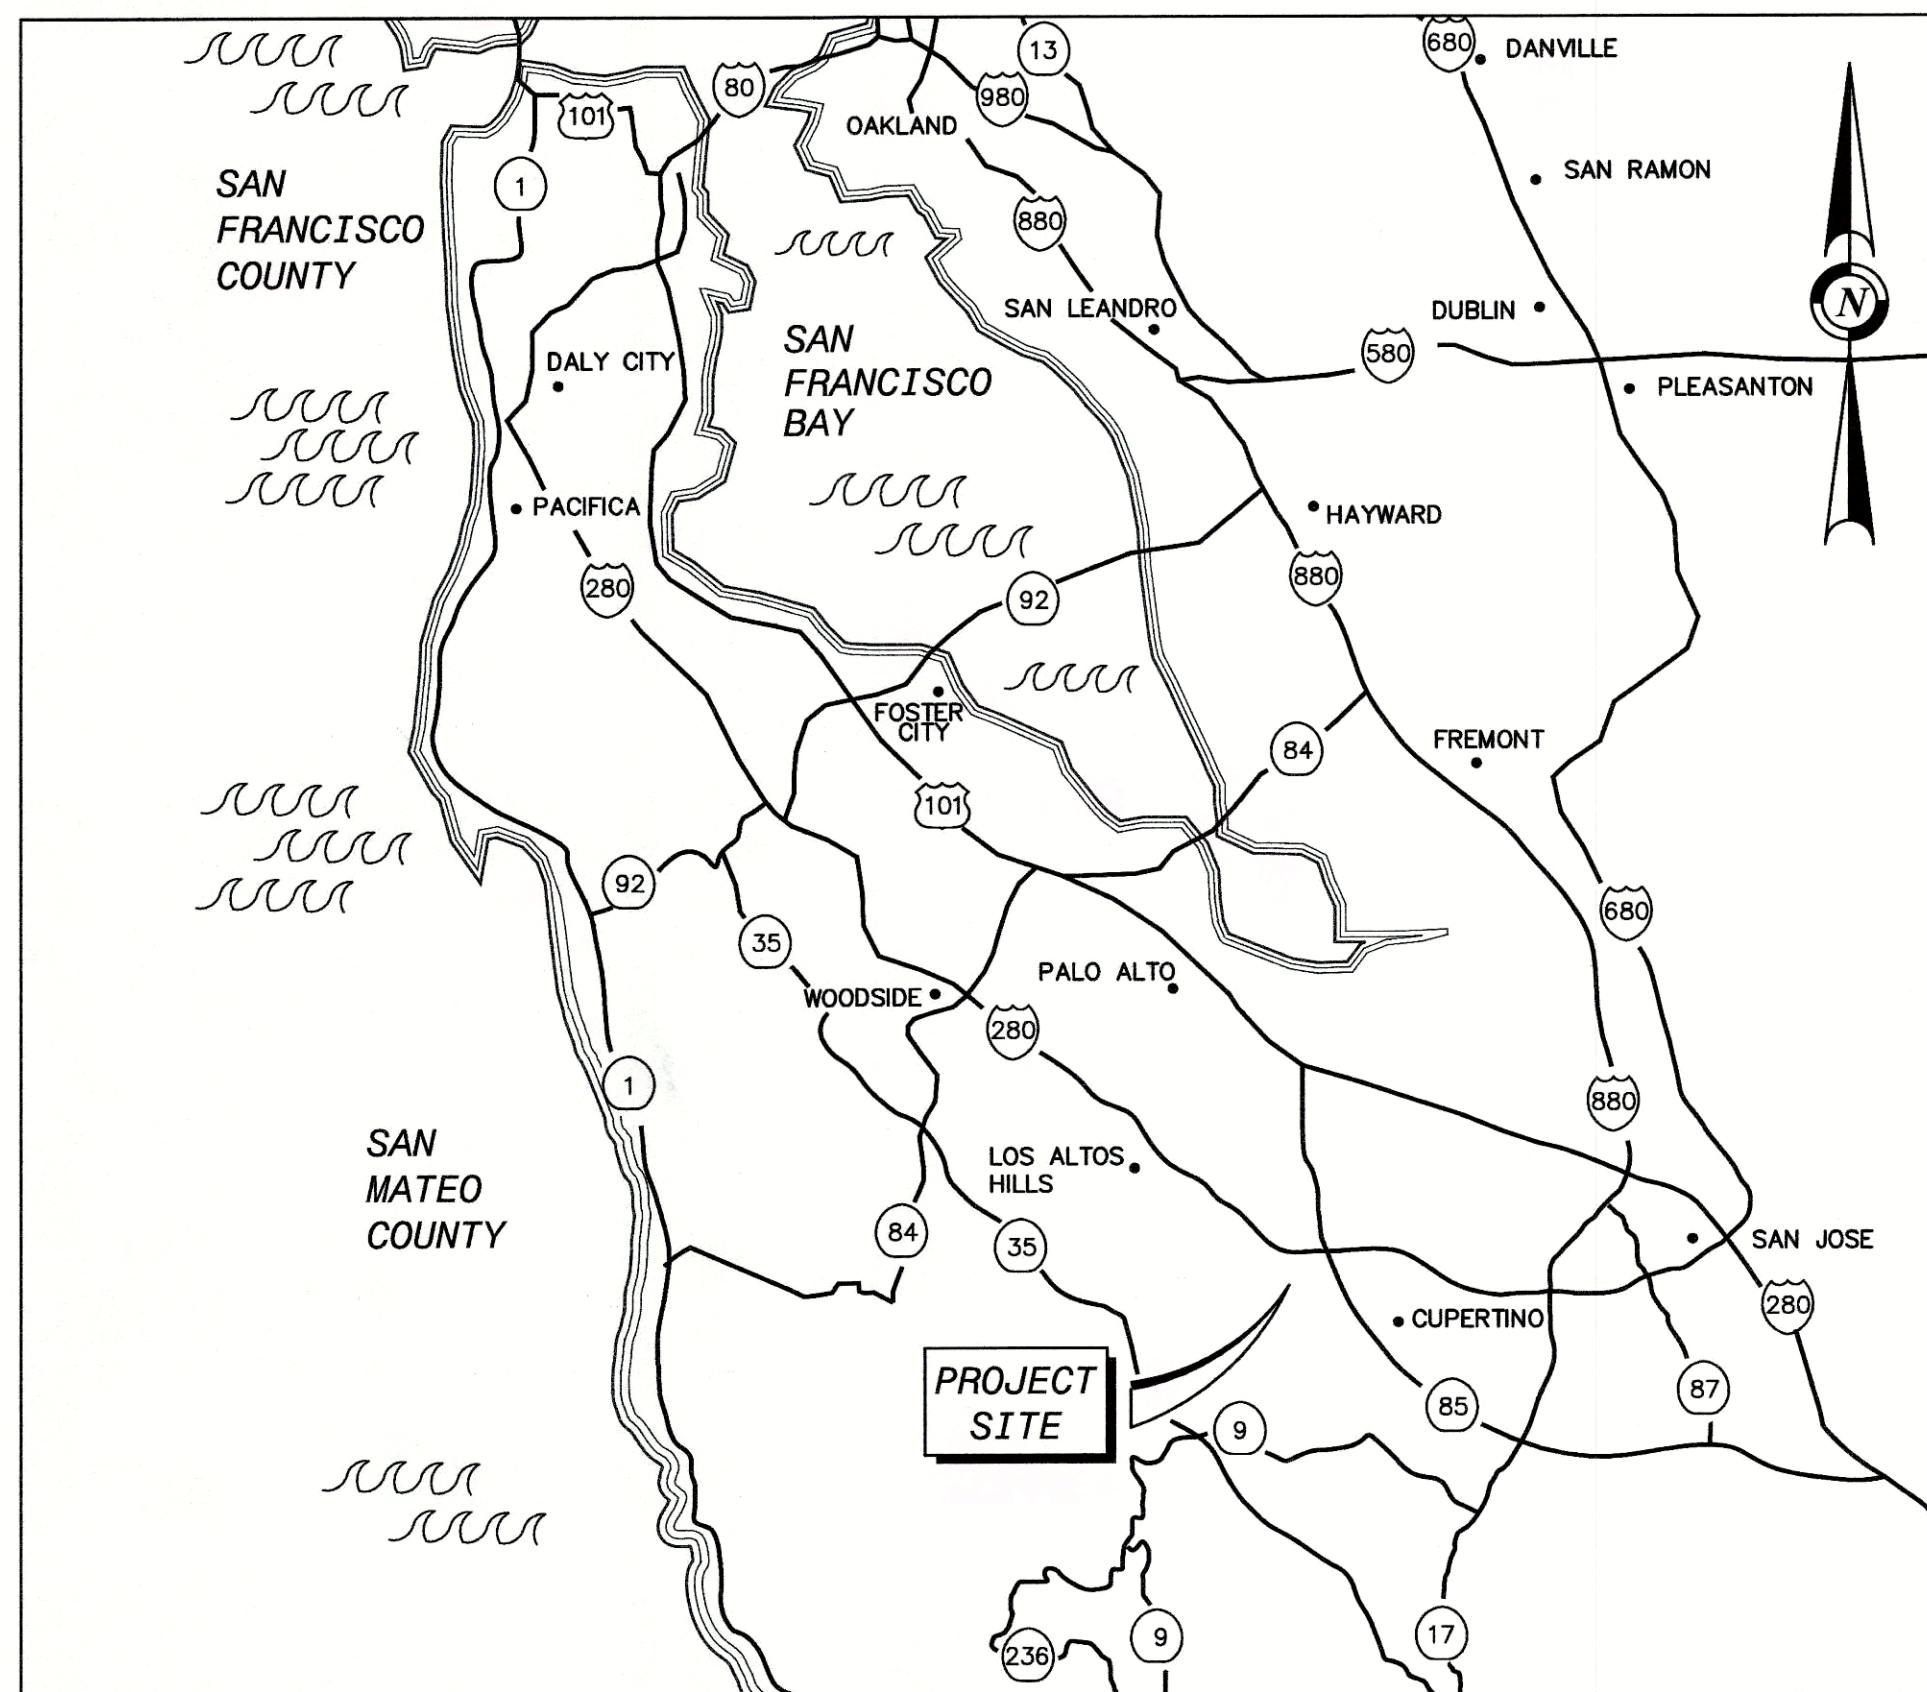 13
680
DANVILLE
80
980
101
OAKLAND
SAN RAMON
1
SAN
FRANCISCO
COUNTY
880
N
SAN LEANDRO
DUBLIN
SAN
FRANCISCO
BAY
580
DALY CITY
PLEASANTON
PACIFICA
HAYWARD
280
880
92
FOSTER
CITY
84
FREMONT
101
92
680
35
PALO ALTO
WOODSIDE
280
1
880
SAN
MATEO
COUNTY
LOS ALTOS
HILLS
84
35
SAN JOSE
280
CUPERTINO
PROJECT
SITE
87
85
9
17
9
236